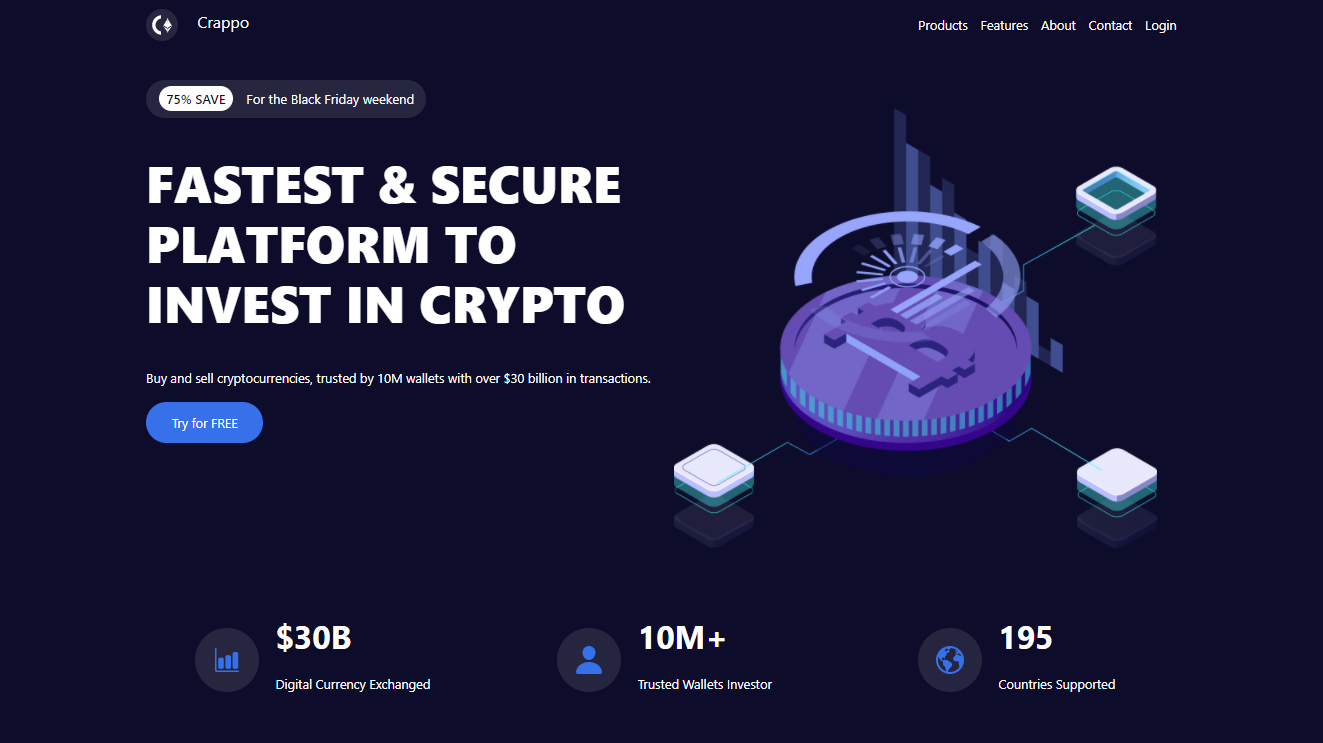 Crappo
Products Features About Contact Login
75% SAVE For the Black Friday weekend
FASTEST & SECURE
PLATFORM TO
INVEST IN CRYPTO
Buy and sell cryptocurrencies, trusted by 10M wallets with over $30 billion in transactions.
Try for FREE
$30B
Digital Currency Exchanged
10M+
Trusted Wallets Investor
195
Countries Supported